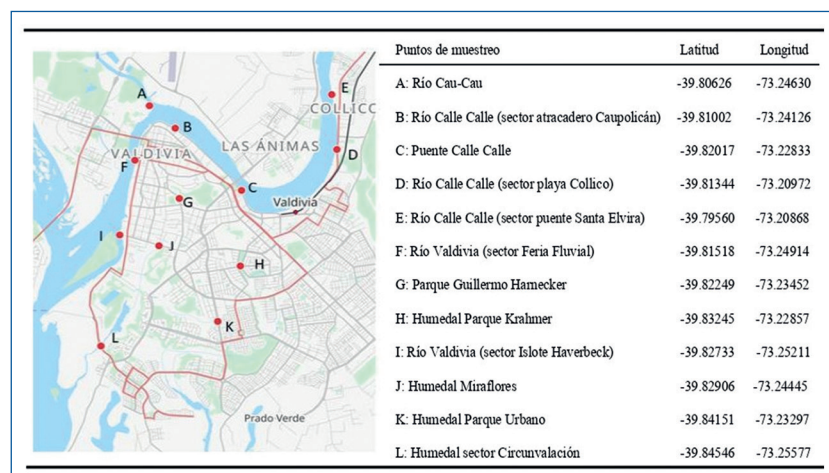 A
B
E
COLLICO
VALDIVIA
LAS ÁNIMAS
F
D
C
G
Valdivia
I
J
H
K
L
Prado Verde
Puntos de muestreo Latitud Longitud
A: Río Cau-Cau -39.80626 -73.24630
B: Río Calle Calle (sector atracadero Caupolicán) -39.81002 -73.24126
C: Puente Calle Calle -39.82017 -73.22833
D: Río Calle Calle (sector playa Collico) -39.81344 -73.20972
E: Río Calle Calle (sector puente Santa Elvira) -39.79560 -73.20868
F: Río Valdivia (sector Feria Fluvial) -39.81518 -73.24914
G: Parque Guillermo Harnecker -39.82249 -73.23452
H: Humedal Parque Krahmer -39.83245 -73.22857
I: Río Valdivia (sector Islote Haverbeck) -39.82733 -73.25211
J: Humedal Miraflores -39.82906 -73.24445
K: Humedal Parque Urbano -39.84151 -73.23297
L: Humedal sector Circunvalación -39.84546 -73.25577